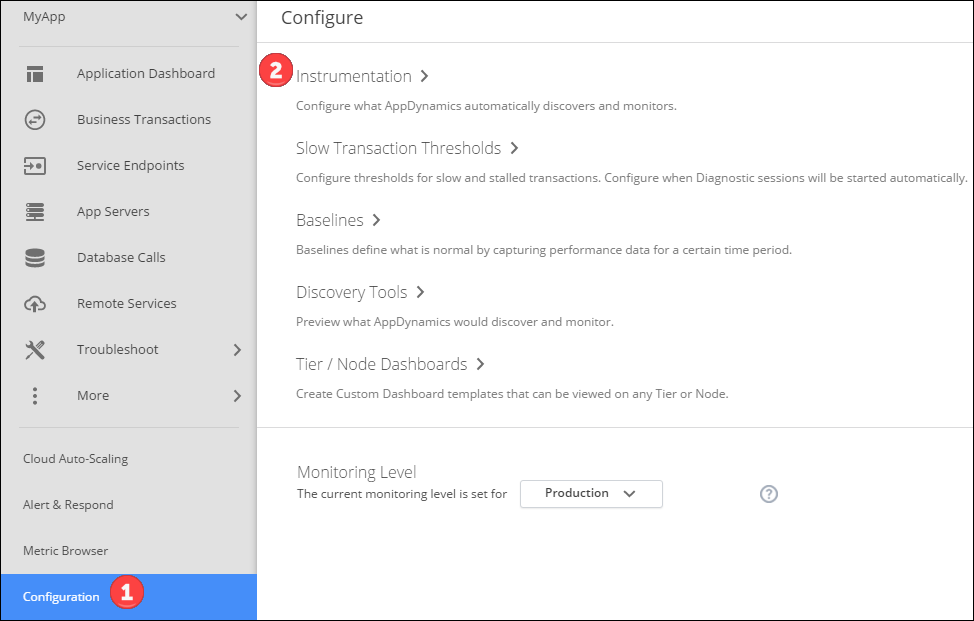 MyApp
Application Dashboard
Business Transactions
Service Endpoints
App Servers
Database Calls
Remote Services
Troubleshoot
More
Cloud Auto-Scaling
Alert & Respond
Metric Browser
Configuration 1
Configure
2 Instrumentation
Configure what AppDynamics automatically discovers and monitors.
Slow Transaction Thresholds
Configure thresholds for slow and stalled transactions. Configure when Diagnostic sessions will be started automatically.
Baselines
Baselines define what is normal by capturing performance data for a certain time period.
Discovery Tools
Preview what AppDynamics would discover and monitor.
Tier / Node Dashboards
Create Custom Dashboard templates that can be viewed on any Tier or Node.
Monitoring Level
The current monitoring level is set for Production ?